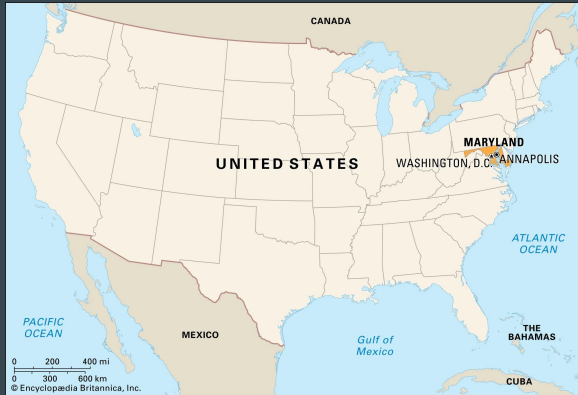 CANADA
MARYLAND
UNITED STATES
WASHINGTON, D.C.
ANNAPOLIS
ATLANTIC
OCEAN
PACIFIC
OCEAN
MEXICO
Gulf of
Mexico
THE
BAHAMAS
0 200 400 mi
0 300 600 km
© Encyclopædia Britannica, Inc.
CUBA